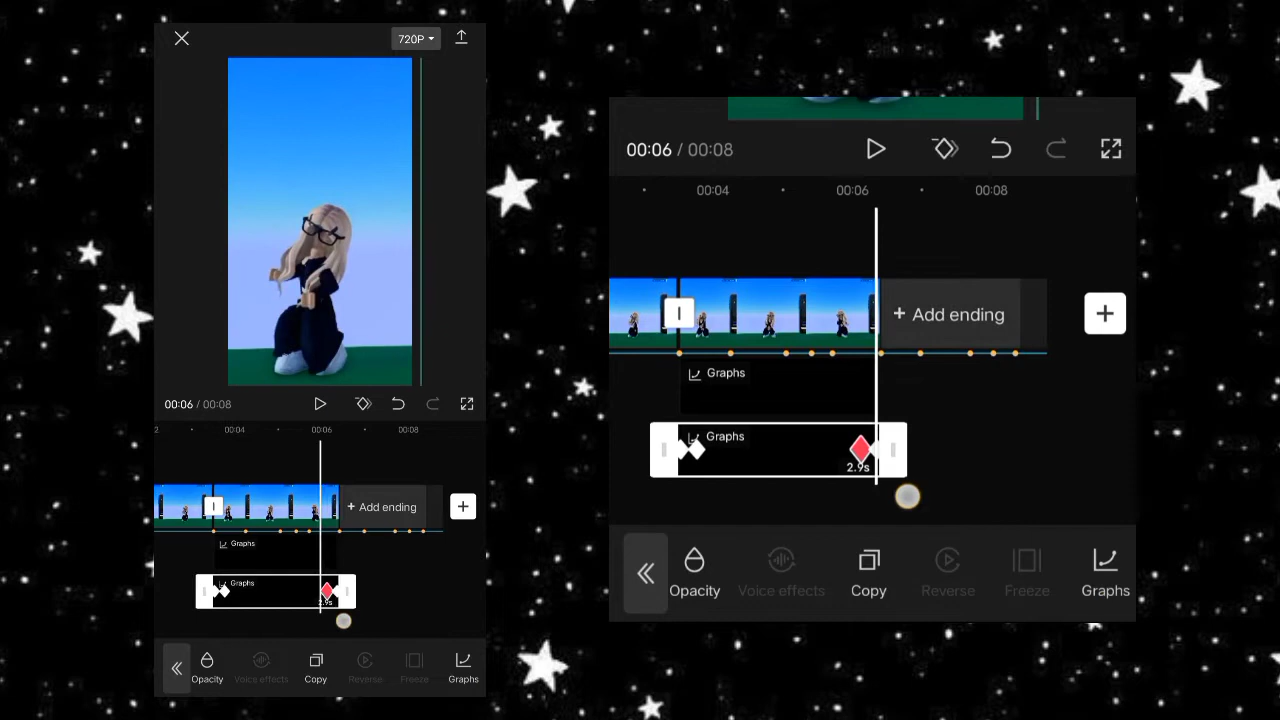 720P
00:06 / 00:08
2
00:04
00:06
00:08
+ Add ending
Graphs
Graphs
2.9s
Opacity
Voice effects
Copy
Reverse
Freeze
Graphs
00:06 / 00:08
00:04
00:06
00:08
+ Add ending
Graphs
Graphs
2.9s
Opacity
Voice effects
Copy
Reverse
Freeze
Graphs